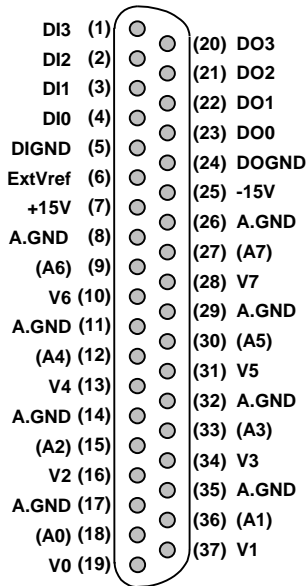 DI3 (1)
DI2 (2)
DI1 (3)
DI0 (4)
DIGND (5)
ExtVref (6)
+15V (7)
A.GND (8)
(A6) (9)
V6 (10)
A.GND (11)
(A4) (12)
V4 (13)
A.GND (14)
(A2) (15)
V2 (16)
A.GND (17)
(A0) (18)
V0 (19)
(20) DO3
(21) DO2
(22) DO1
(23) DO0
(24) DOGND
(25) -15V
(26) A.GND
(27) (A7)
(28) V7
(29) A.GND
(30) (A5)
(31) V5
(32) A.GND
(33) (A3)
(34) V3
(35) A.GND
(36) (A1)
(37) V1